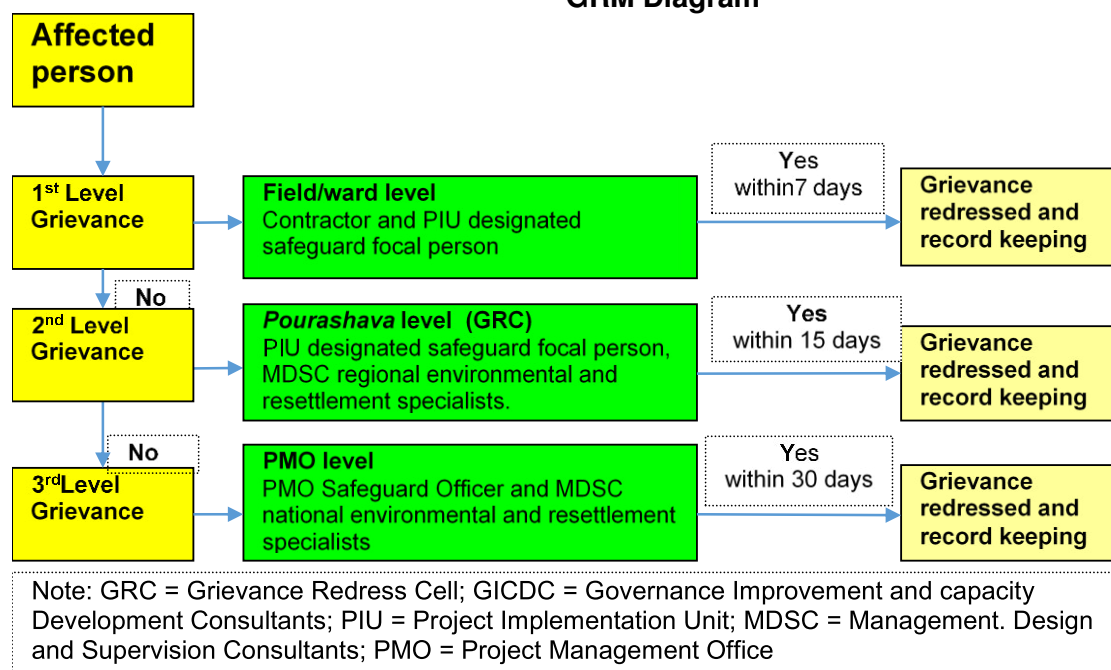 GRM Diagram
Affected
person
1st Level
Grievance
Field/ward level
Contractor and PIU designated
safeguard focal person
Yes
within7 days
Grievance
redressed and
record keeping
No
2nd Level
Grievance
Pourashava level (GRC)
PIU designated safeguard focal person,
MDSC regional environmental and
resettlement specialists.
Yes
within 15 days
Grievance
redressed and
record keeping
No
3rdLevel
Grievance
PMO level
PMO Safeguard Officer and MDSC
national environmental and resettlement
specialists
Yes
within 30 days
Grievance
redressed and
record keeping
Note: GRC = Grievance Redress Cell; GICDC = Governance Improvement and capacity
Development Consultants; PIU = Project Implementation Unit; MDSC = Management. Design
and Supervision Consultants; PMO = Project Management Office